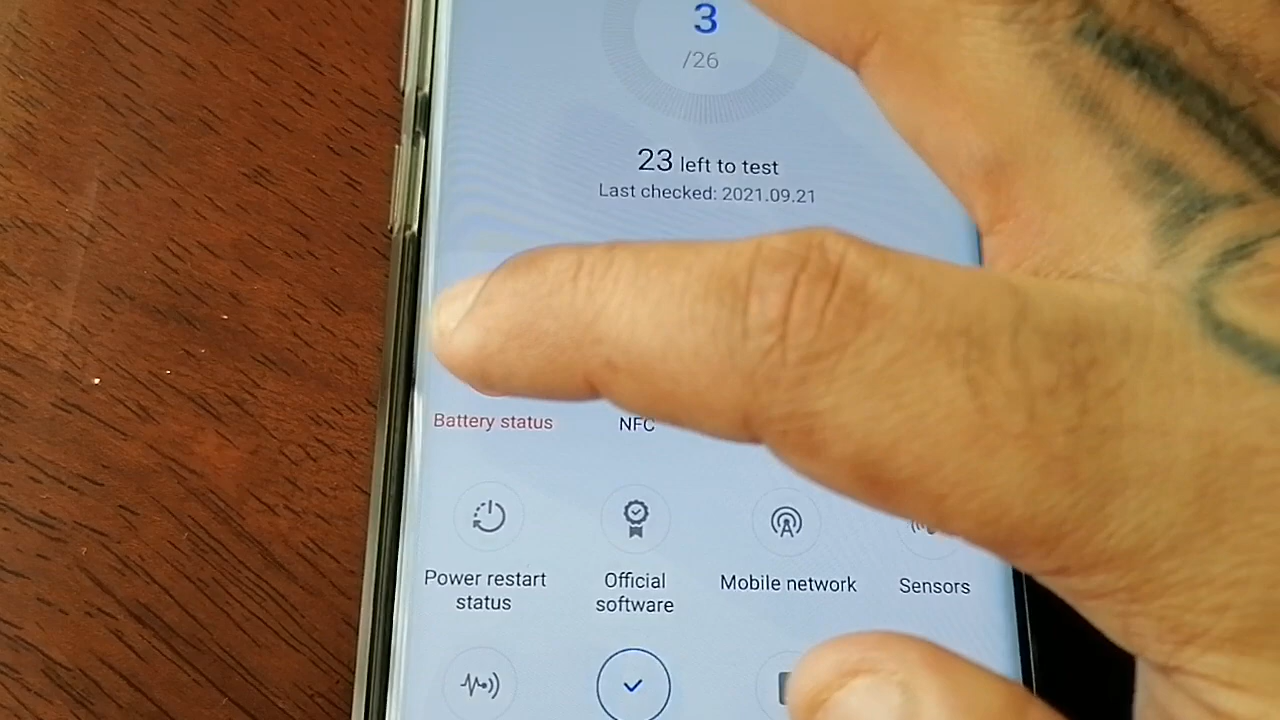 3
/26
23 left to test
Last checked: 2021.09.21
Battery status
NFC
Power restart
status
Official
software
Mobile network
Sensors